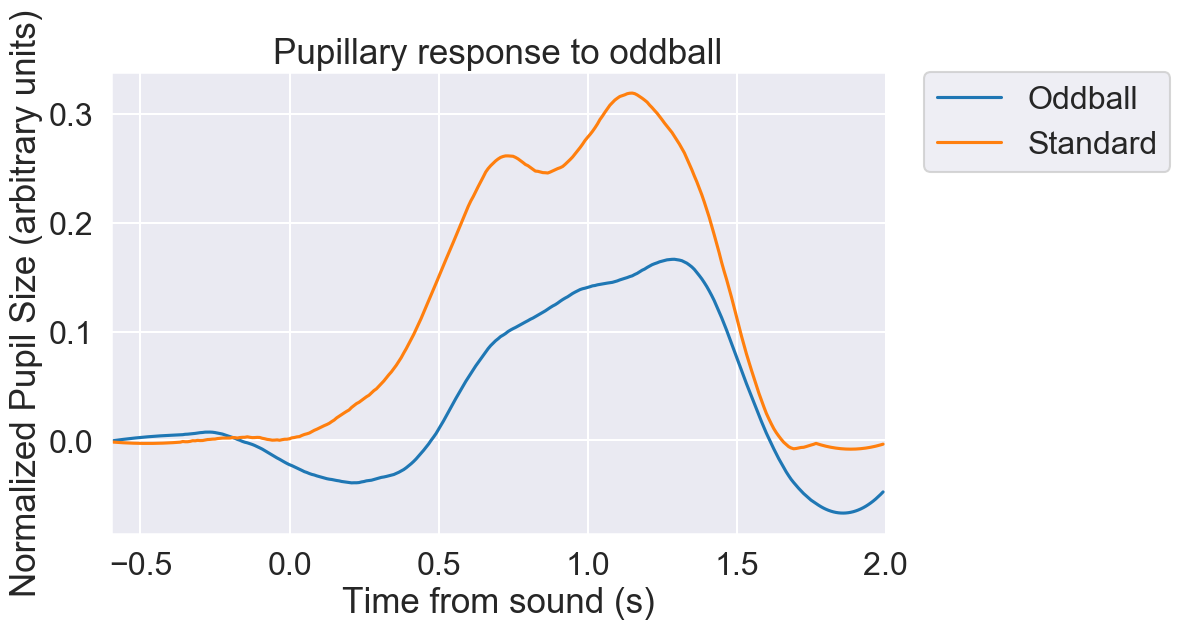 Pupillary response to oddball
Normalized Pupil Size (arbitrary units)
0.3
0.2
0.1
0.0
−0.5
0.0
0.5
1.0
1.5
2.0
Time from sound (s)
Oddball
Standard